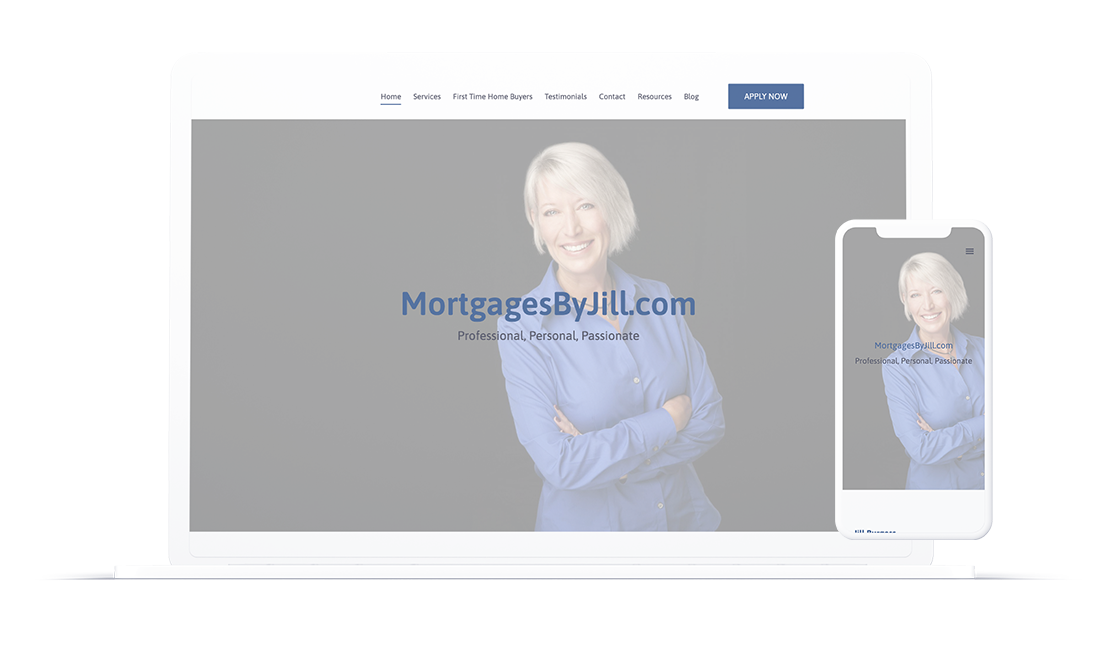 Home Services First Time Home Buyers Testimonials Contact Resources Blog APPLY NOW
MortgagesByJill.com
Professional, Personal, Passionate
MortgagesByJill.com
Professional, Personal, Passionate
Jill